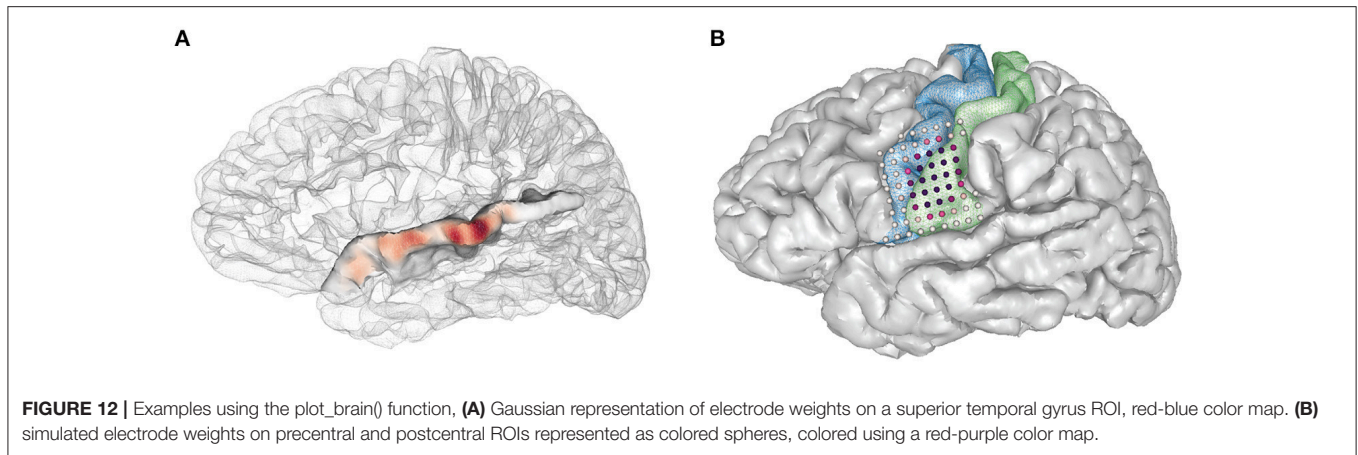 A
B
FIGURE 12 | Examples using the plot_brain() function, (A) Gaussian representation of electrode weights on a superior temporal gyrus ROI, red-blue color map. (B)
simulated electrode weights on precentral and postcentral ROIs represented as colored spheres, colored using a red-purple color map.